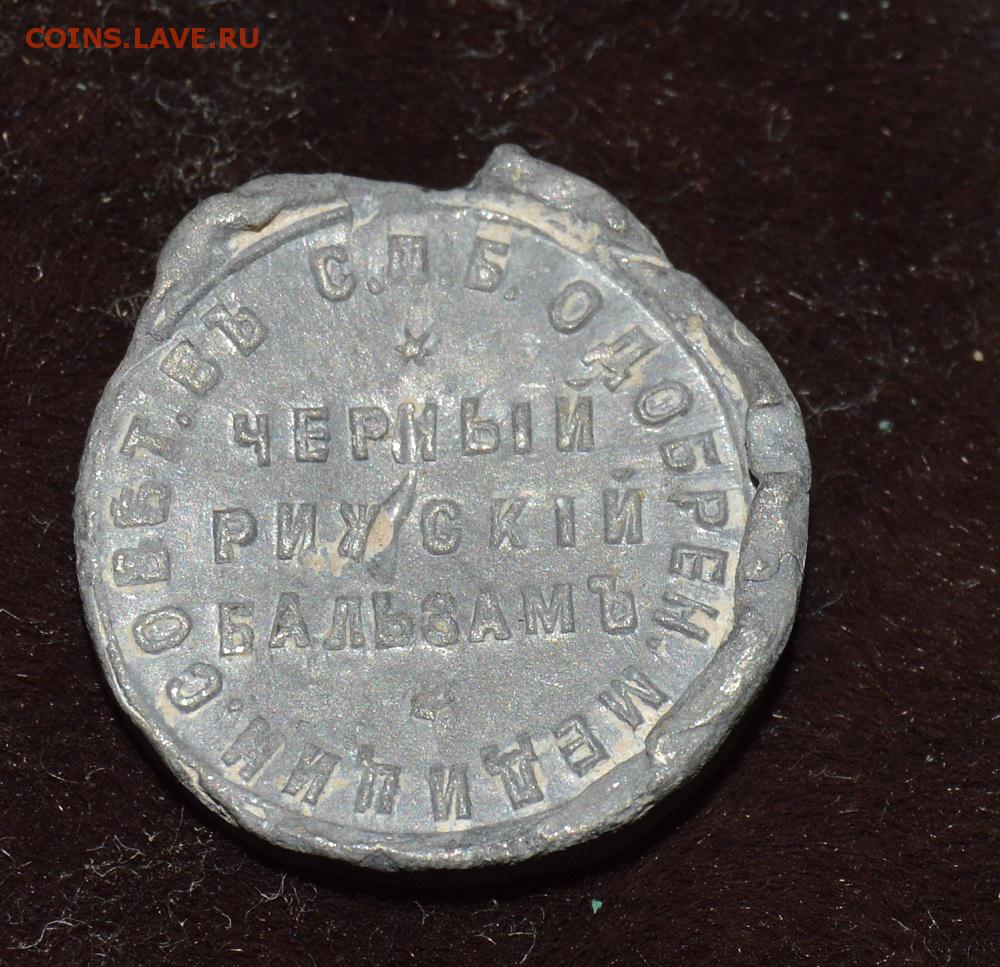 COINS.LAVE.RU
ОДОБРЕН. МЕДИЦИН. СОВѢТ. ВЪ С.П.Б.
ЧЕРНЫЙ
РИЖСКІЙ
БАЛЬЗАМЪ